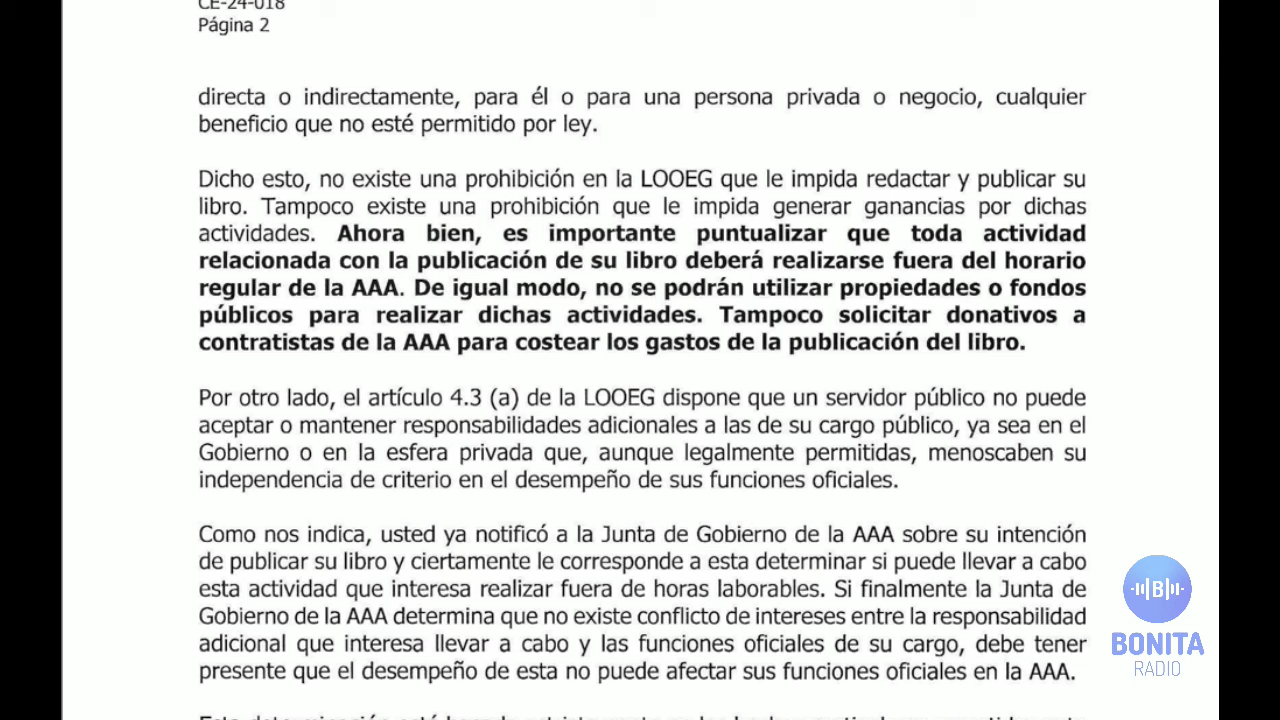 CE-24-018
Página 2
directa o indirectamente, para él o para una persona privada o negocio, cualquier
beneficio que no esté permitido por ley.
Dicho esto, no existe una prohibición en la LOOEG que le impida redactar y publicar su
libro. Tampoco existe una prohibición que le impida generar ganancias por dichas
actividades. Ahora bien, es importante puntualizar que toda actividad
relacionada con la publicación de su libro deberá realizarse fuera del horario
regular de la AAA. De igual modo, no se podrán utilizar propiedades o fondos
públicos para realizar dichas actividades. Tampoco solicitar donativos a
contratistas de la AAA para costear los gastos de la publicación del libro.
Por otro lado, el artículo 4.3 (a) de la LOOEG dispone que un servidor público no puede
aceptar o mantener responsabilidades adicionales a las de su cargo público, ya sea en el
Gobierno o en la esfera privada que, aunque legalmente permitidas, menoscaben su
independencia de criterio en el desempeño de sus funciones oficiales.
Como nos indica, usted ya notificó a la Junta de Gobierno de la AAA sobre su intención
de publicar su libro y ciertamente le corresponde a esta determinar si puede llevar a cabo
esta actividad que interesa realizar fuera de horas laborables. Si finalmente la Junta de
Gobierno de la AAA determina que no existe conflicto de intereses entre la responsabilidad
adicional que interesa llevar a cabo y las funciones oficiales de su cargo, debe tener
presente que el desempeño de esta no puede afectar sus funciones oficiales en la AAA.
B
BONITA
RADIO